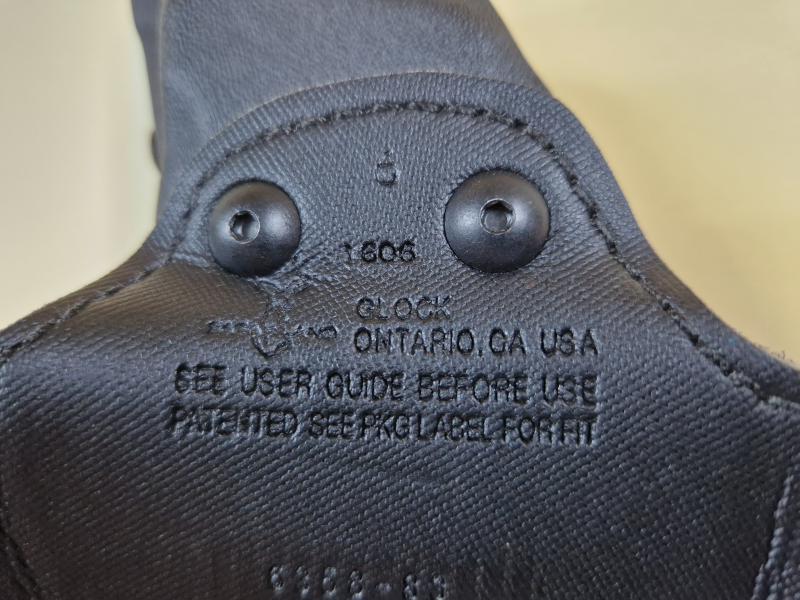 1606
GLOCK
ONTARIO, CA USA
SEE USER GUIDE BEFORE USE
PATENTED SEE PKG LABEL FOR FIT